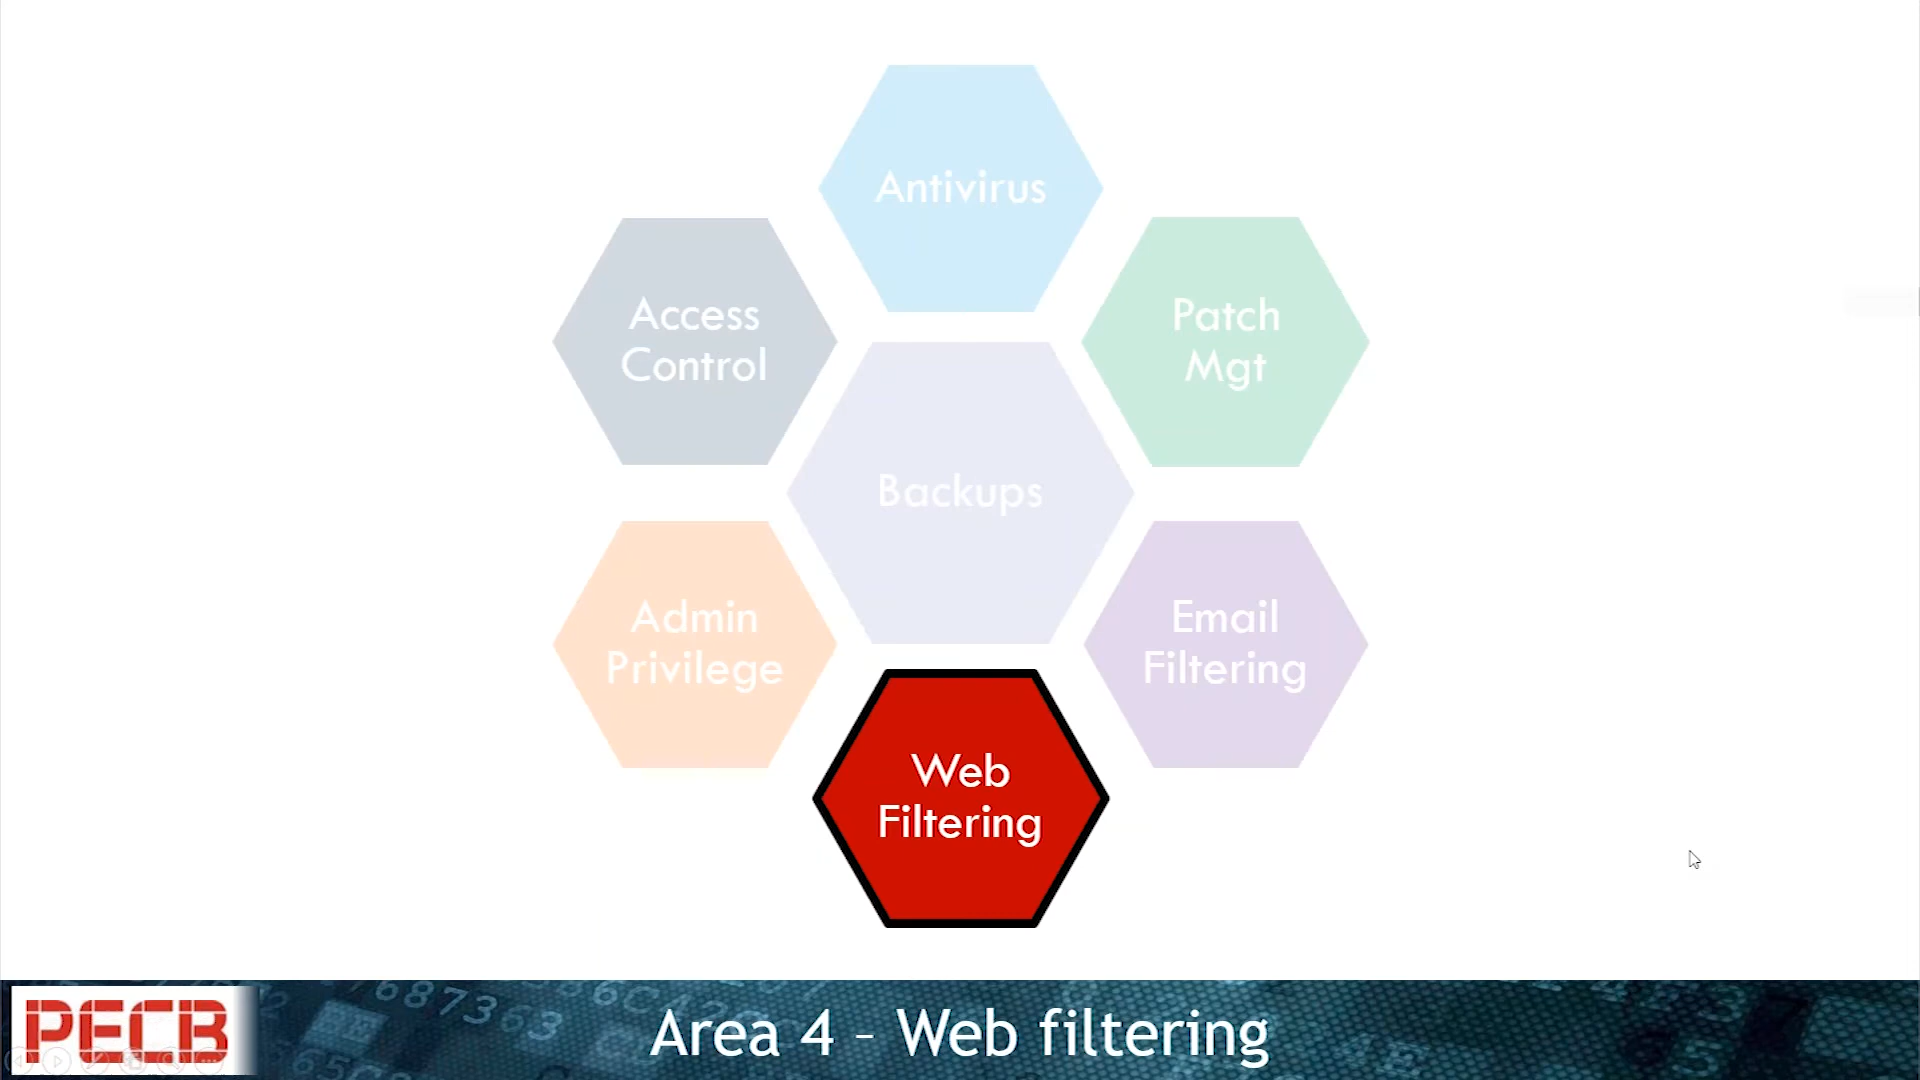 Antivirus
Access
Control
Patch
Mgt
Backups
Admin
Privilege
Email
Filtering
Web
Filtering
PECB
Area 4 – Web filtering